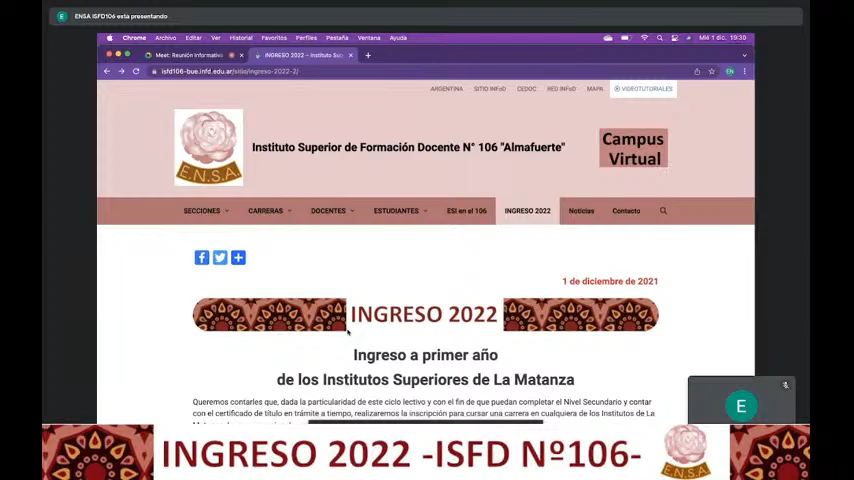 ENSA ISFD106 está presentando
Chrome Archivo Editar Ver Historial Favoritos Perfiles Pestaña Ventana Ayuda
Mié 1 dic. 19:39
Meet: Reunión informativa
INGRESO 2022 – Instituto Sup
isfd106-bue.infd.edu.ar/sitio/ingreso-2022-2/
EN
ARGENTINA SITIO INFoD CEDOC RED INFoD MAPA VIDEOTUTORIALES
Instituto Superior de Formación Docente N° 106 "Almafuerte"
Campus
Virtual
E.N.S.A.
SECCIONES CARRERAS DOCENTES ESTUDIANTES ESI en el 106 INGRESO 2022 Noticias Contacto
1 de diciembre de 2021
INGRESO 2022
Ingreso a primer año
de los Institutos Superiores de La Matanza
Queremos contarles que, dada la particularidad de este ciclo lectivo y con el fin de que puedan completar el Nivel Secundario y contar
con el certificado de título en trámite a tiempo, realizaremos la inscripción para cursar una carrera en cualquiera de los Institutos de La
E
INGRESO 2022 -ISFD Nº106-
E.N.S.A.